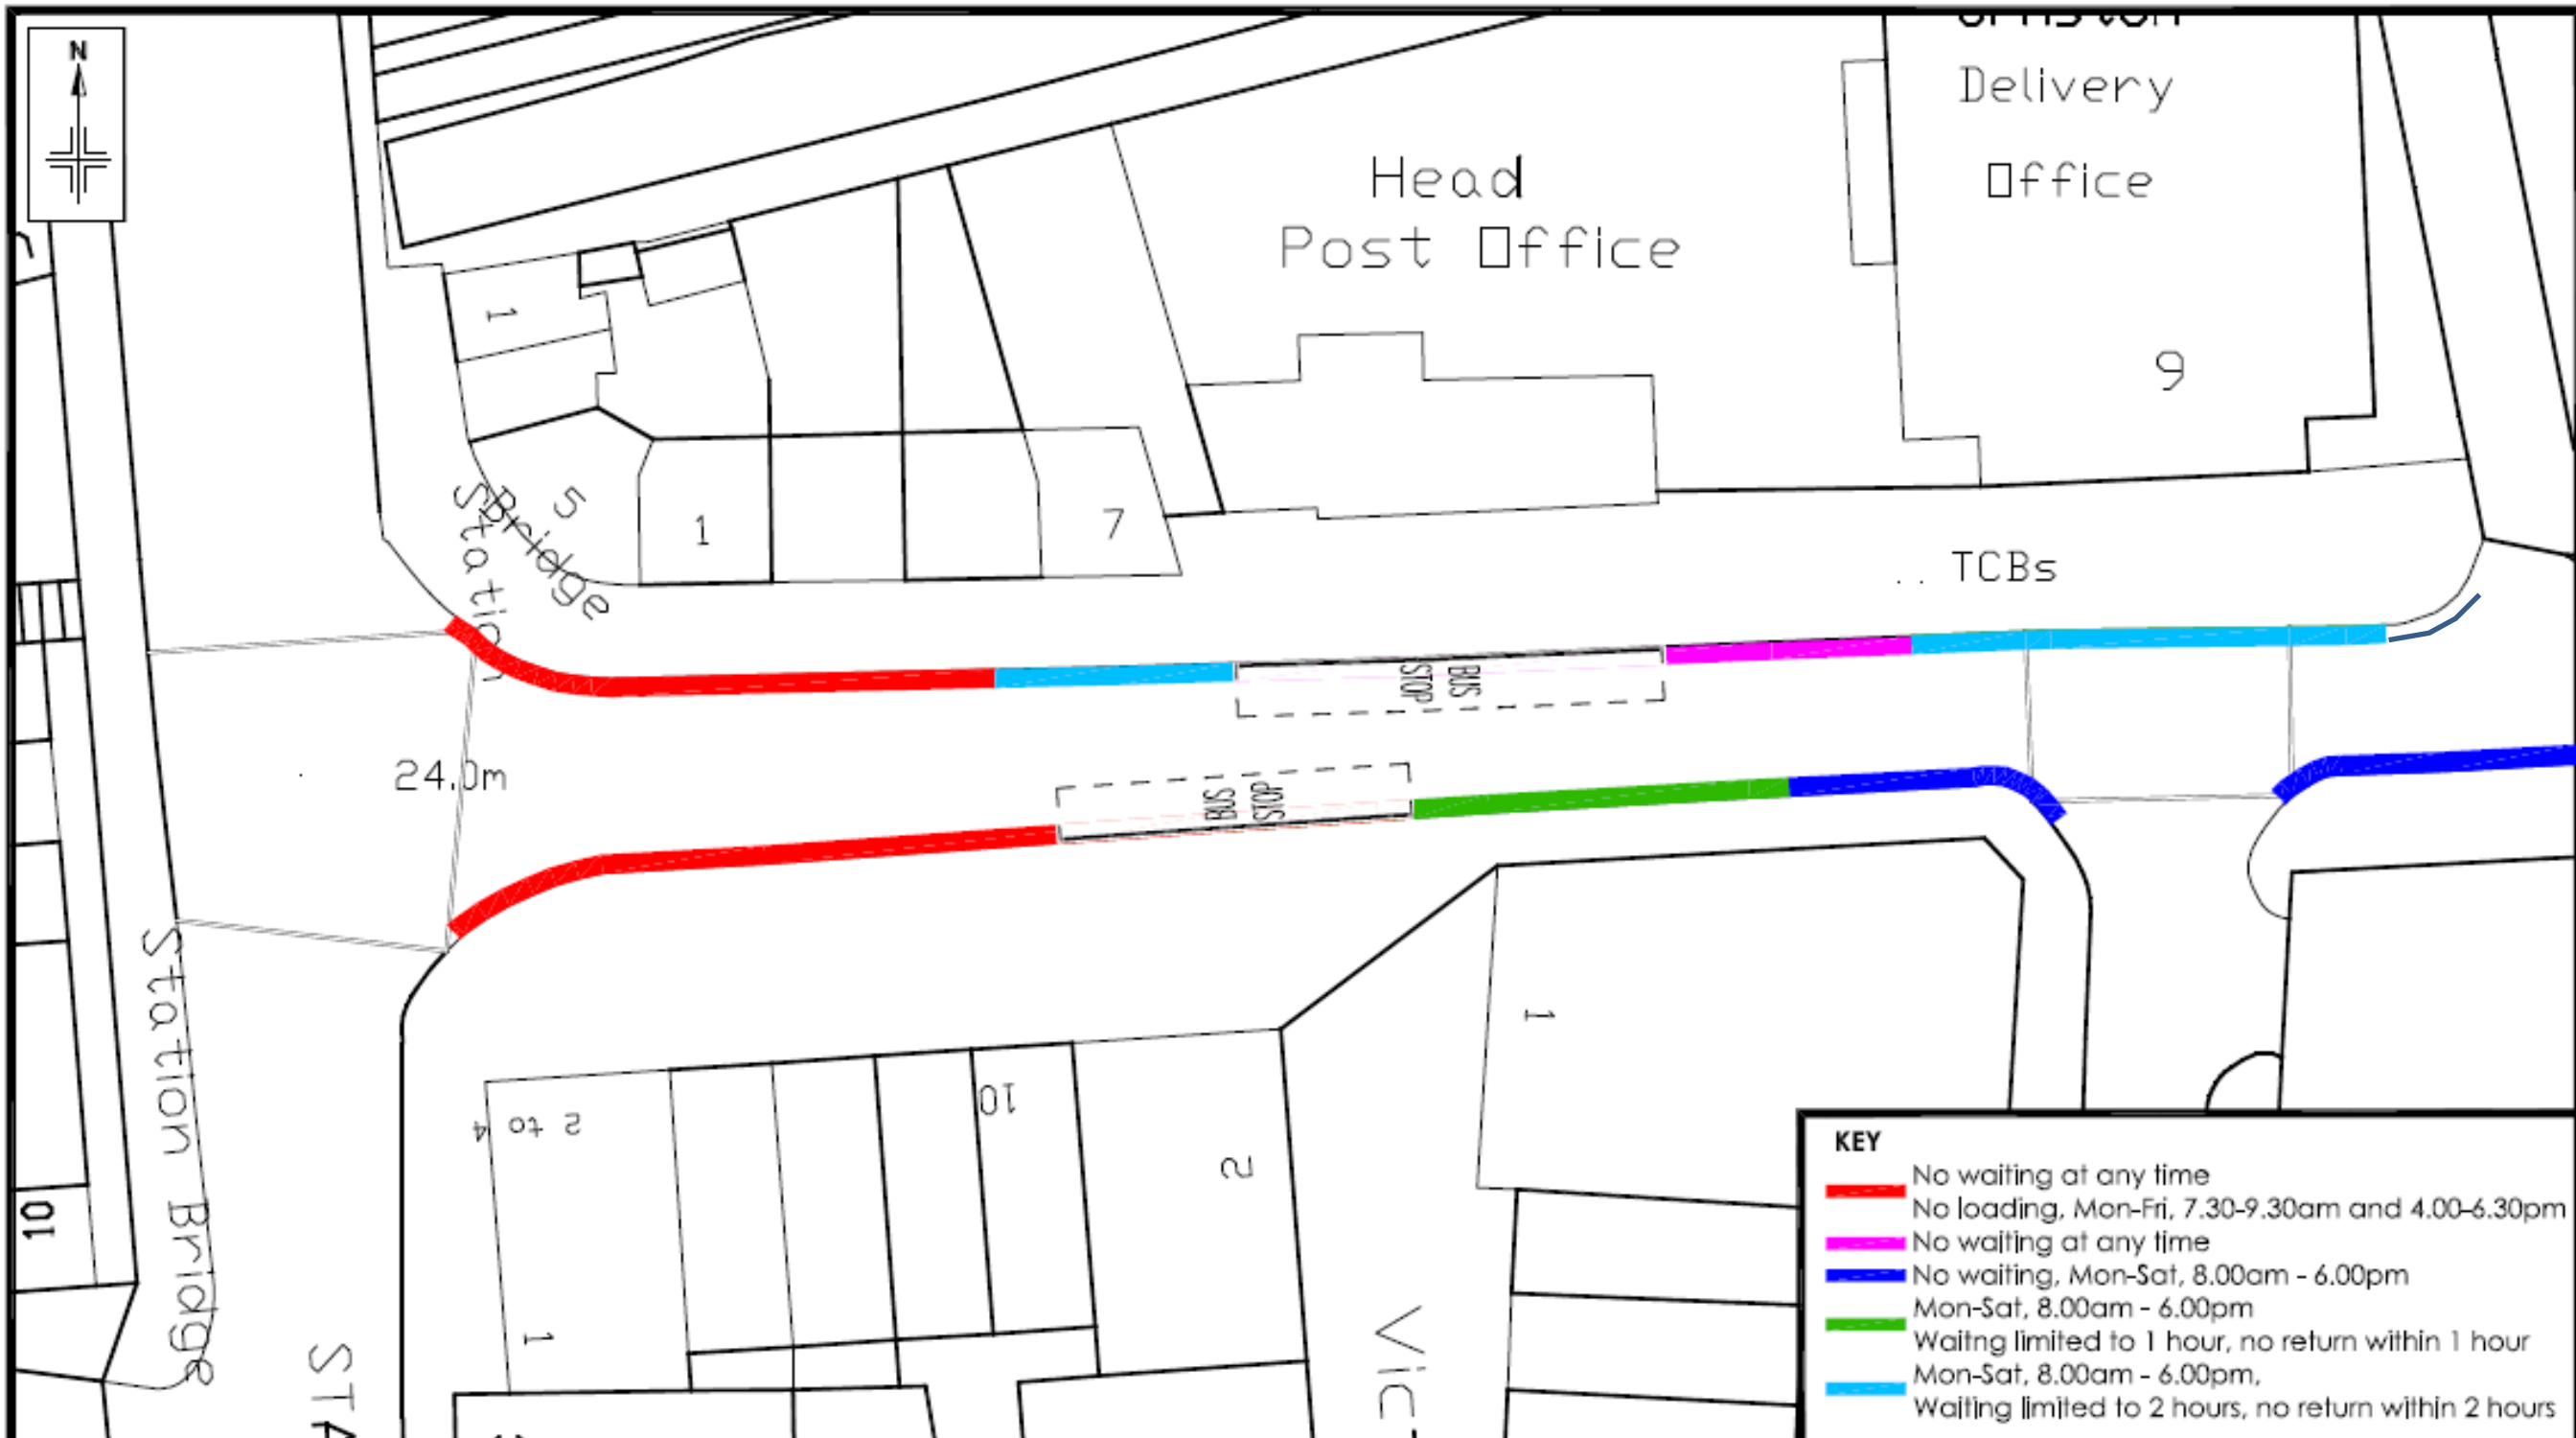 N
Delivery
Office
Head
Post Office
9
1
5
1
7
Station
Bridge
TCBs
BUS
STOP
24.0m
BUS
STOP
Station Bridge
1
2 to 4
10
2
10
1
KEY
No waiting at any time
No loading, Mon-Fri, 7.30-9.30am and 4.00-6.30pm
No waiting at any time
No waiting, Mon-Sat, 8.00am - 6.00pm
Mon-Sat, 8.00am - 6.00pm
Waitng limited to 1 hour, no return within 1 hour
Mon-Sat, 8.00am - 6.00pm,
Waiting limited to 2 hours, no return within 2 hours